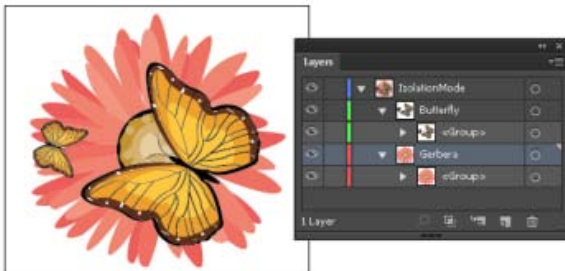 Layers
IsolationMode
Butterfly
<Group>
Gerbera
<Group>
1 Layer